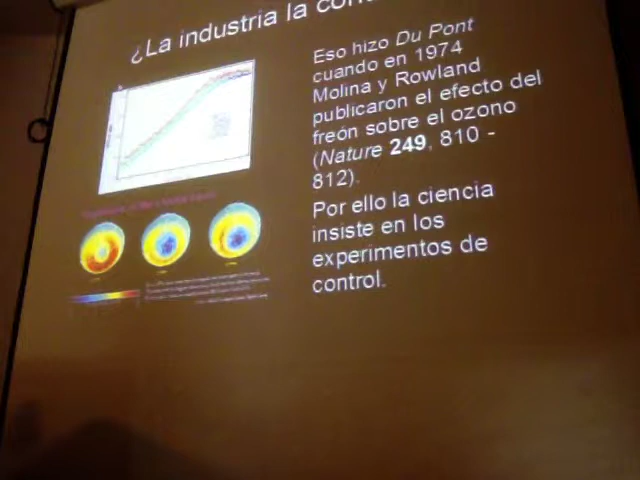 ¿La industria la
Eso hizo Du Pont
cuando en 1974
Molina y Rowland
publicaron el efecto del
freón sobre el ozono
(Nature 249, 810 -
812).
Por ello la ciencia
insiste en los
experimentos de
control.